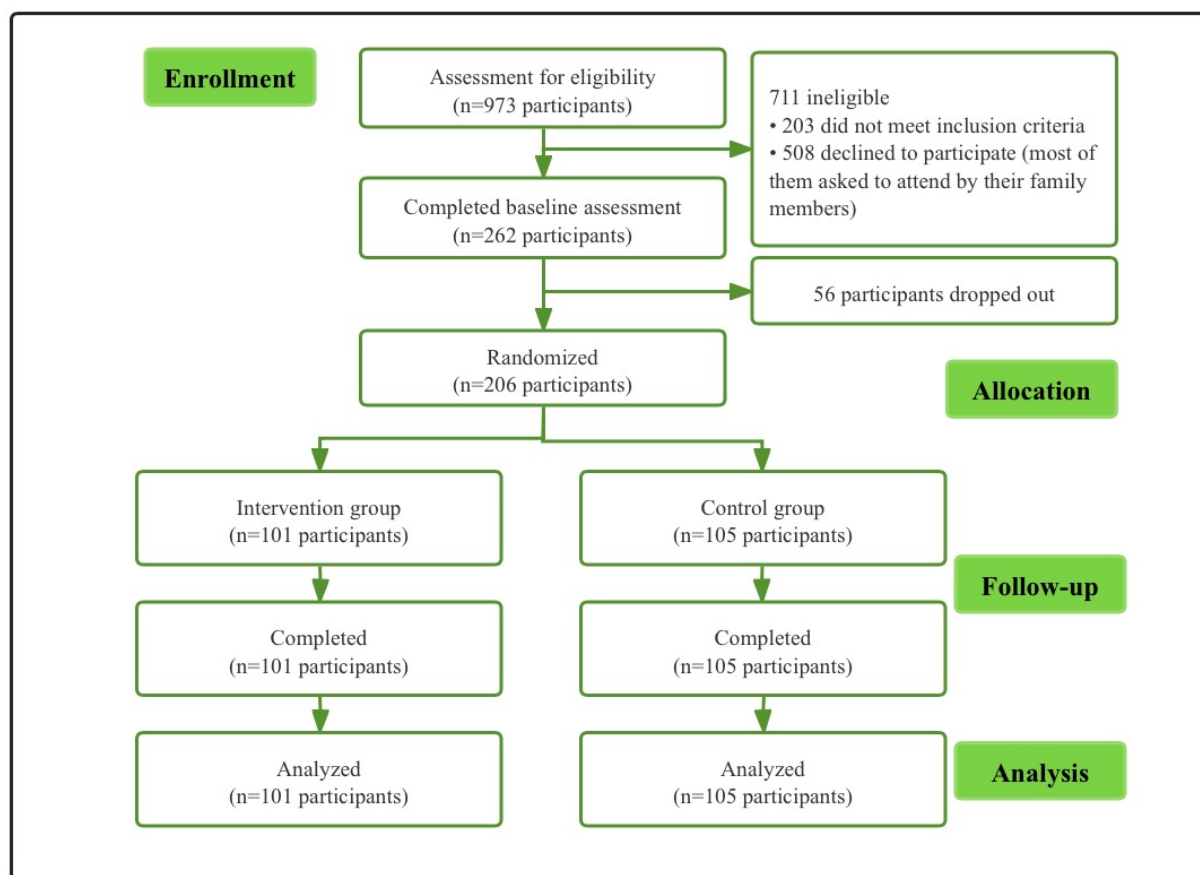 Enrollment
Assessment for eligibility
(n=973 participants)
711 ineligible
• 203 did not meet inclusion criteria
• 508 declined to participate (most of
them asked to attend by their family
members)
Completed baseline assessment
(n=262 participants)
56 participants dropped out
Randomized
(n=206 participants)
Allocation
Intervention group
(n=101 participants)
Control group
(n=105 participants)
Follow-up
Completed
(n=101 participants)
Completed
(n=105 participants)
Analyzed
(n=101 participants)
Analyzed
(n=105 participants)
Analysis